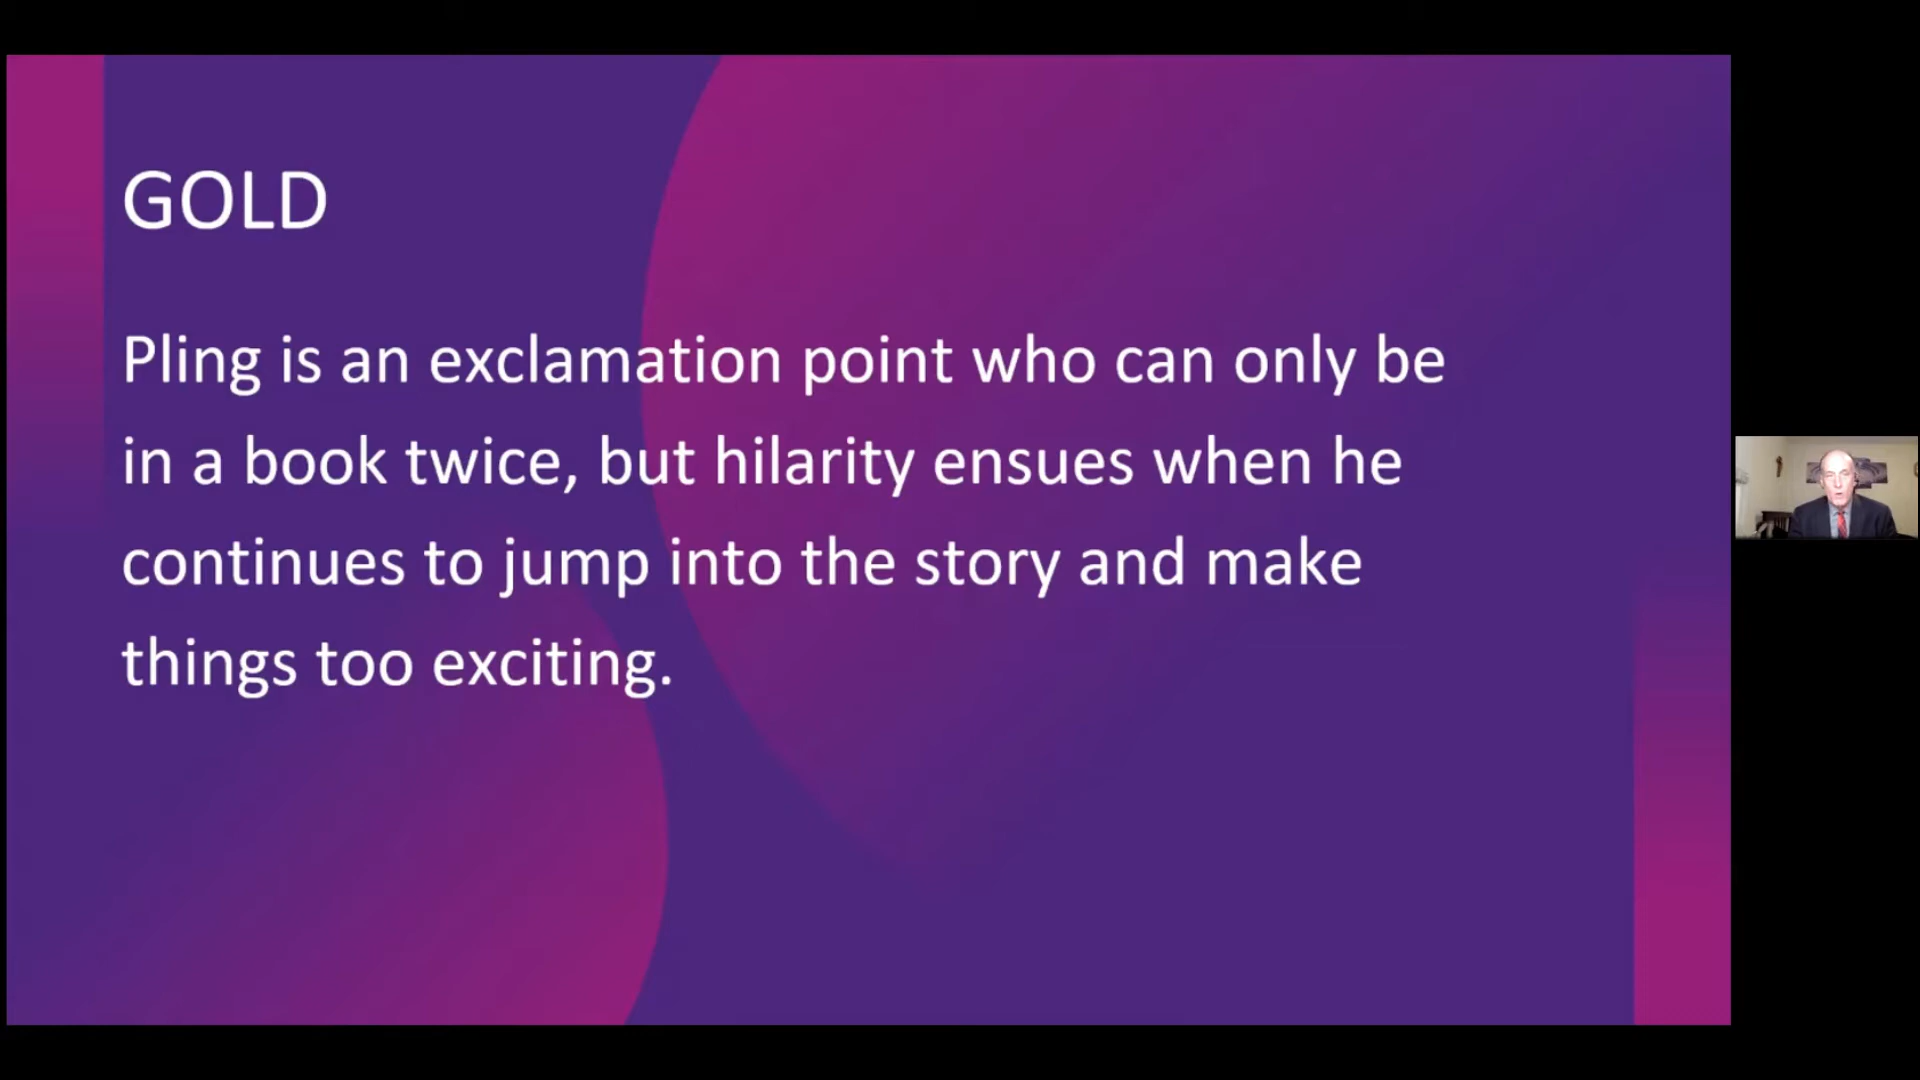 GOLD
Pling is an exclamation point who can only be
in a book twice, but hilarity ensues when he
continues to jump into the story and make
things too exciting.